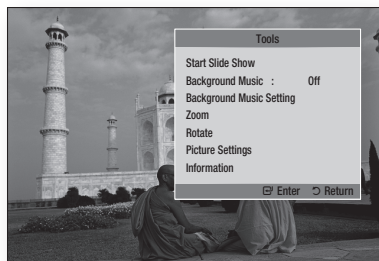 Tools
Start Slide Show
Background Music : Off
Background Music Setting
Zoom
Rotate
Picture Settings
Information
Enter Return